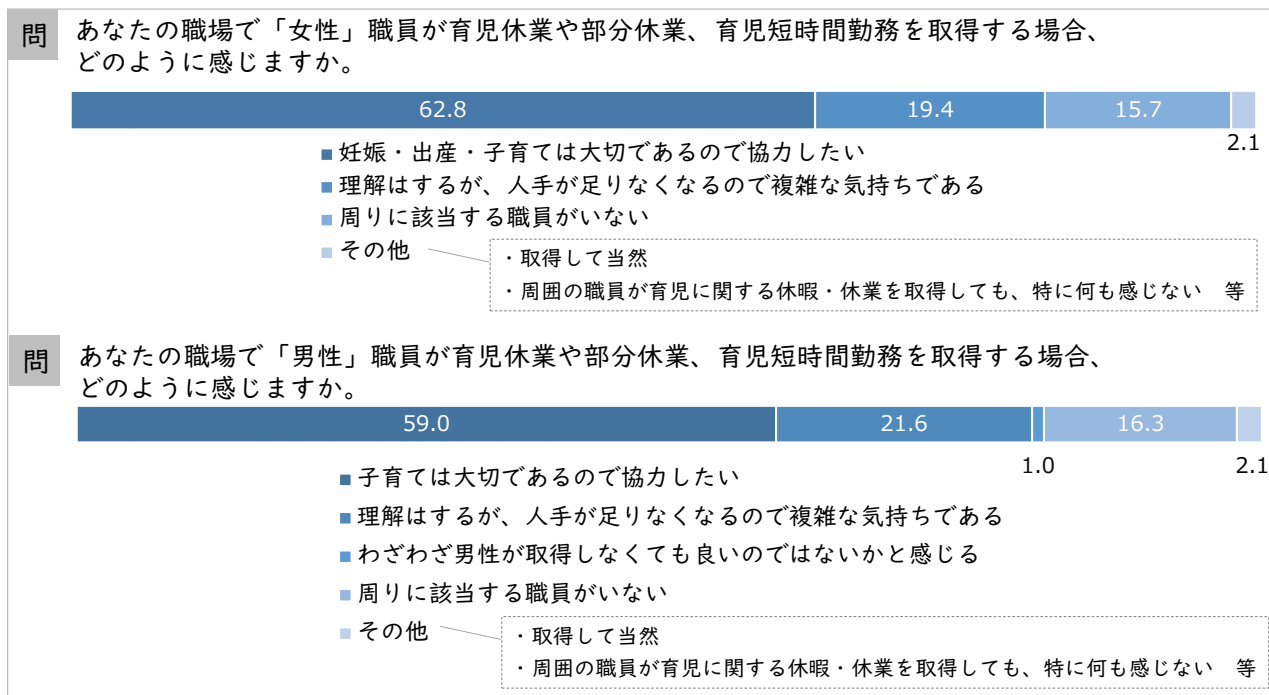 問 あなたの職場で「女性」職員が育児休業や部分休業、育児短時間勤務を取得する場合、
どのように感じますか。
62.8 19.4 15.7
2.1
妊娠・出産・子育ては大切であるので協力したい
理解はするが、人手が足りなくなるので複雑な気持ちである
周りに該当する職員がいない
その他
・取得して当然
・周囲の職員が育児に関する休暇・休業を取得しても、特に何も感じない　等
問 あなたの職場で「男性」職員が育児休業や部分休業、育児短時間勤務を取得する場合、
どのように感じますか。
59.0 21.6 16.3
1.0 2.1
子育ては大切であるので協力したい
理解はするが、人手が足りなくなるので複雑な気持ちである
わざわざ男性が取得しなくても良いのではないかと感じる
周りに該当する職員がいない
その他
・取得して当然
・周囲の職員が育児に関する休暇・休業を取得しても、特に何も感じない　等